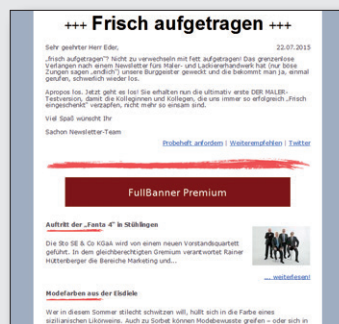 +++ Frisch aufgetragen +++
Sehr geehrter Herr Eder, 22.07.2015
„frisch aufgetragen"? Nicht zu verwechseln mit fett aufgetragen! Das grenzenlose
Verlangen nach einem Newsletter fürs Maler- und Lackiererhandwerk hat (nur böse
Zungen sagen „endlich") unsere Burggeister geweckt und die bekommt man ja, einmal
gerufen, schwerlich wieder los.
Apropos los. Jetzt geht es los! Sie erhalten nun die ultimativ erste DER MALER-
Testversion, damit die Kolleginnen und Kollegen, die uns immer so erfolgreich „Frisch
eingeschenkt" verzapfen, nicht mehr so einsam sind.
Viel Spaß wünscht Ihr
Sachon Newsletter-Team
Probeheft anfordern | Weiterempfehlen | Twitter
FullBanner Premium
Auftritt der „Fanta 4" in Stühlingen
Die Sto SE & Co KGaA wird von einem neuen Vorstandsquartett
geführt. In dem gleichberechtigten Gremium verantwortet Rainer
Hüttenberger die Bereiche Marketing und...
... weiterlesen!
Modefarben aus der Eisdiele
Wer in diesem Sommer stilecht schwitzen will, hüllt sich in die Farbe eines
sizilianischen Likörweins. Auch zu Sorbet können Modebewusste greifen – oder sich in